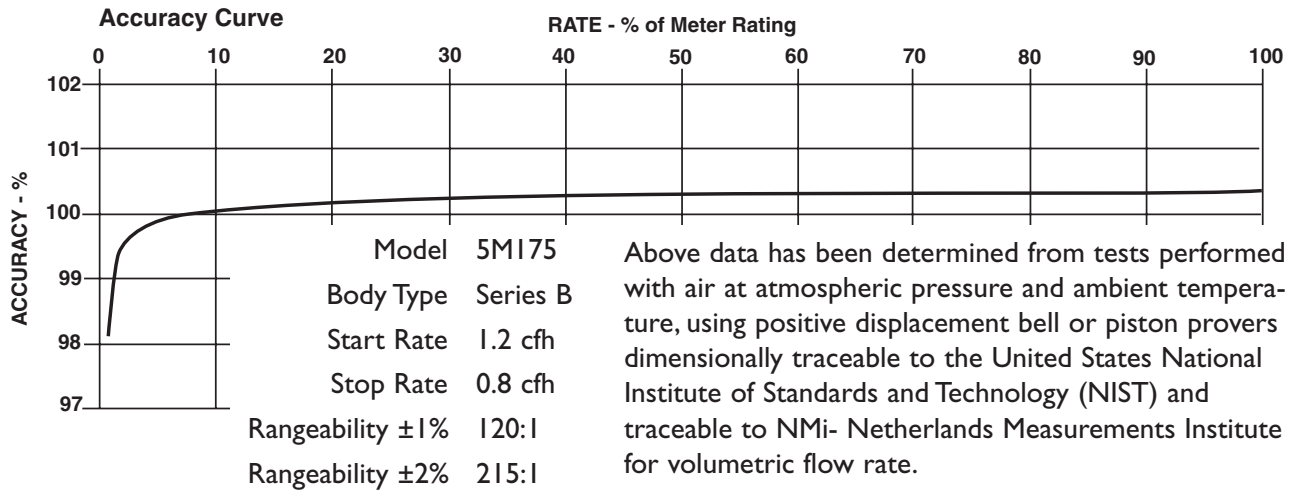 Accuracy Curve
RATE - % of Meter Rating
0 10 20 30 40 50 60 70 80 90 100
102
101
100
99
98
97
ACCURACY - %
Model 5M175
Body Type Series B
Start Rate 1.2 cfh
Stop Rate 0.8 cfh
Rangeability ±1% 120:1
Rangeability ±2% 215:1
Above data has been determined from tests performed
with air at atmospheric pressure and ambient tempera-
ture, using positive displacement bell or piston provers
dimensionally traceable to the United States National
Institute of Standards and Technology (NIST) and
traceable to NMi- Netherlands Measurements Institute
for volumetric flow rate.